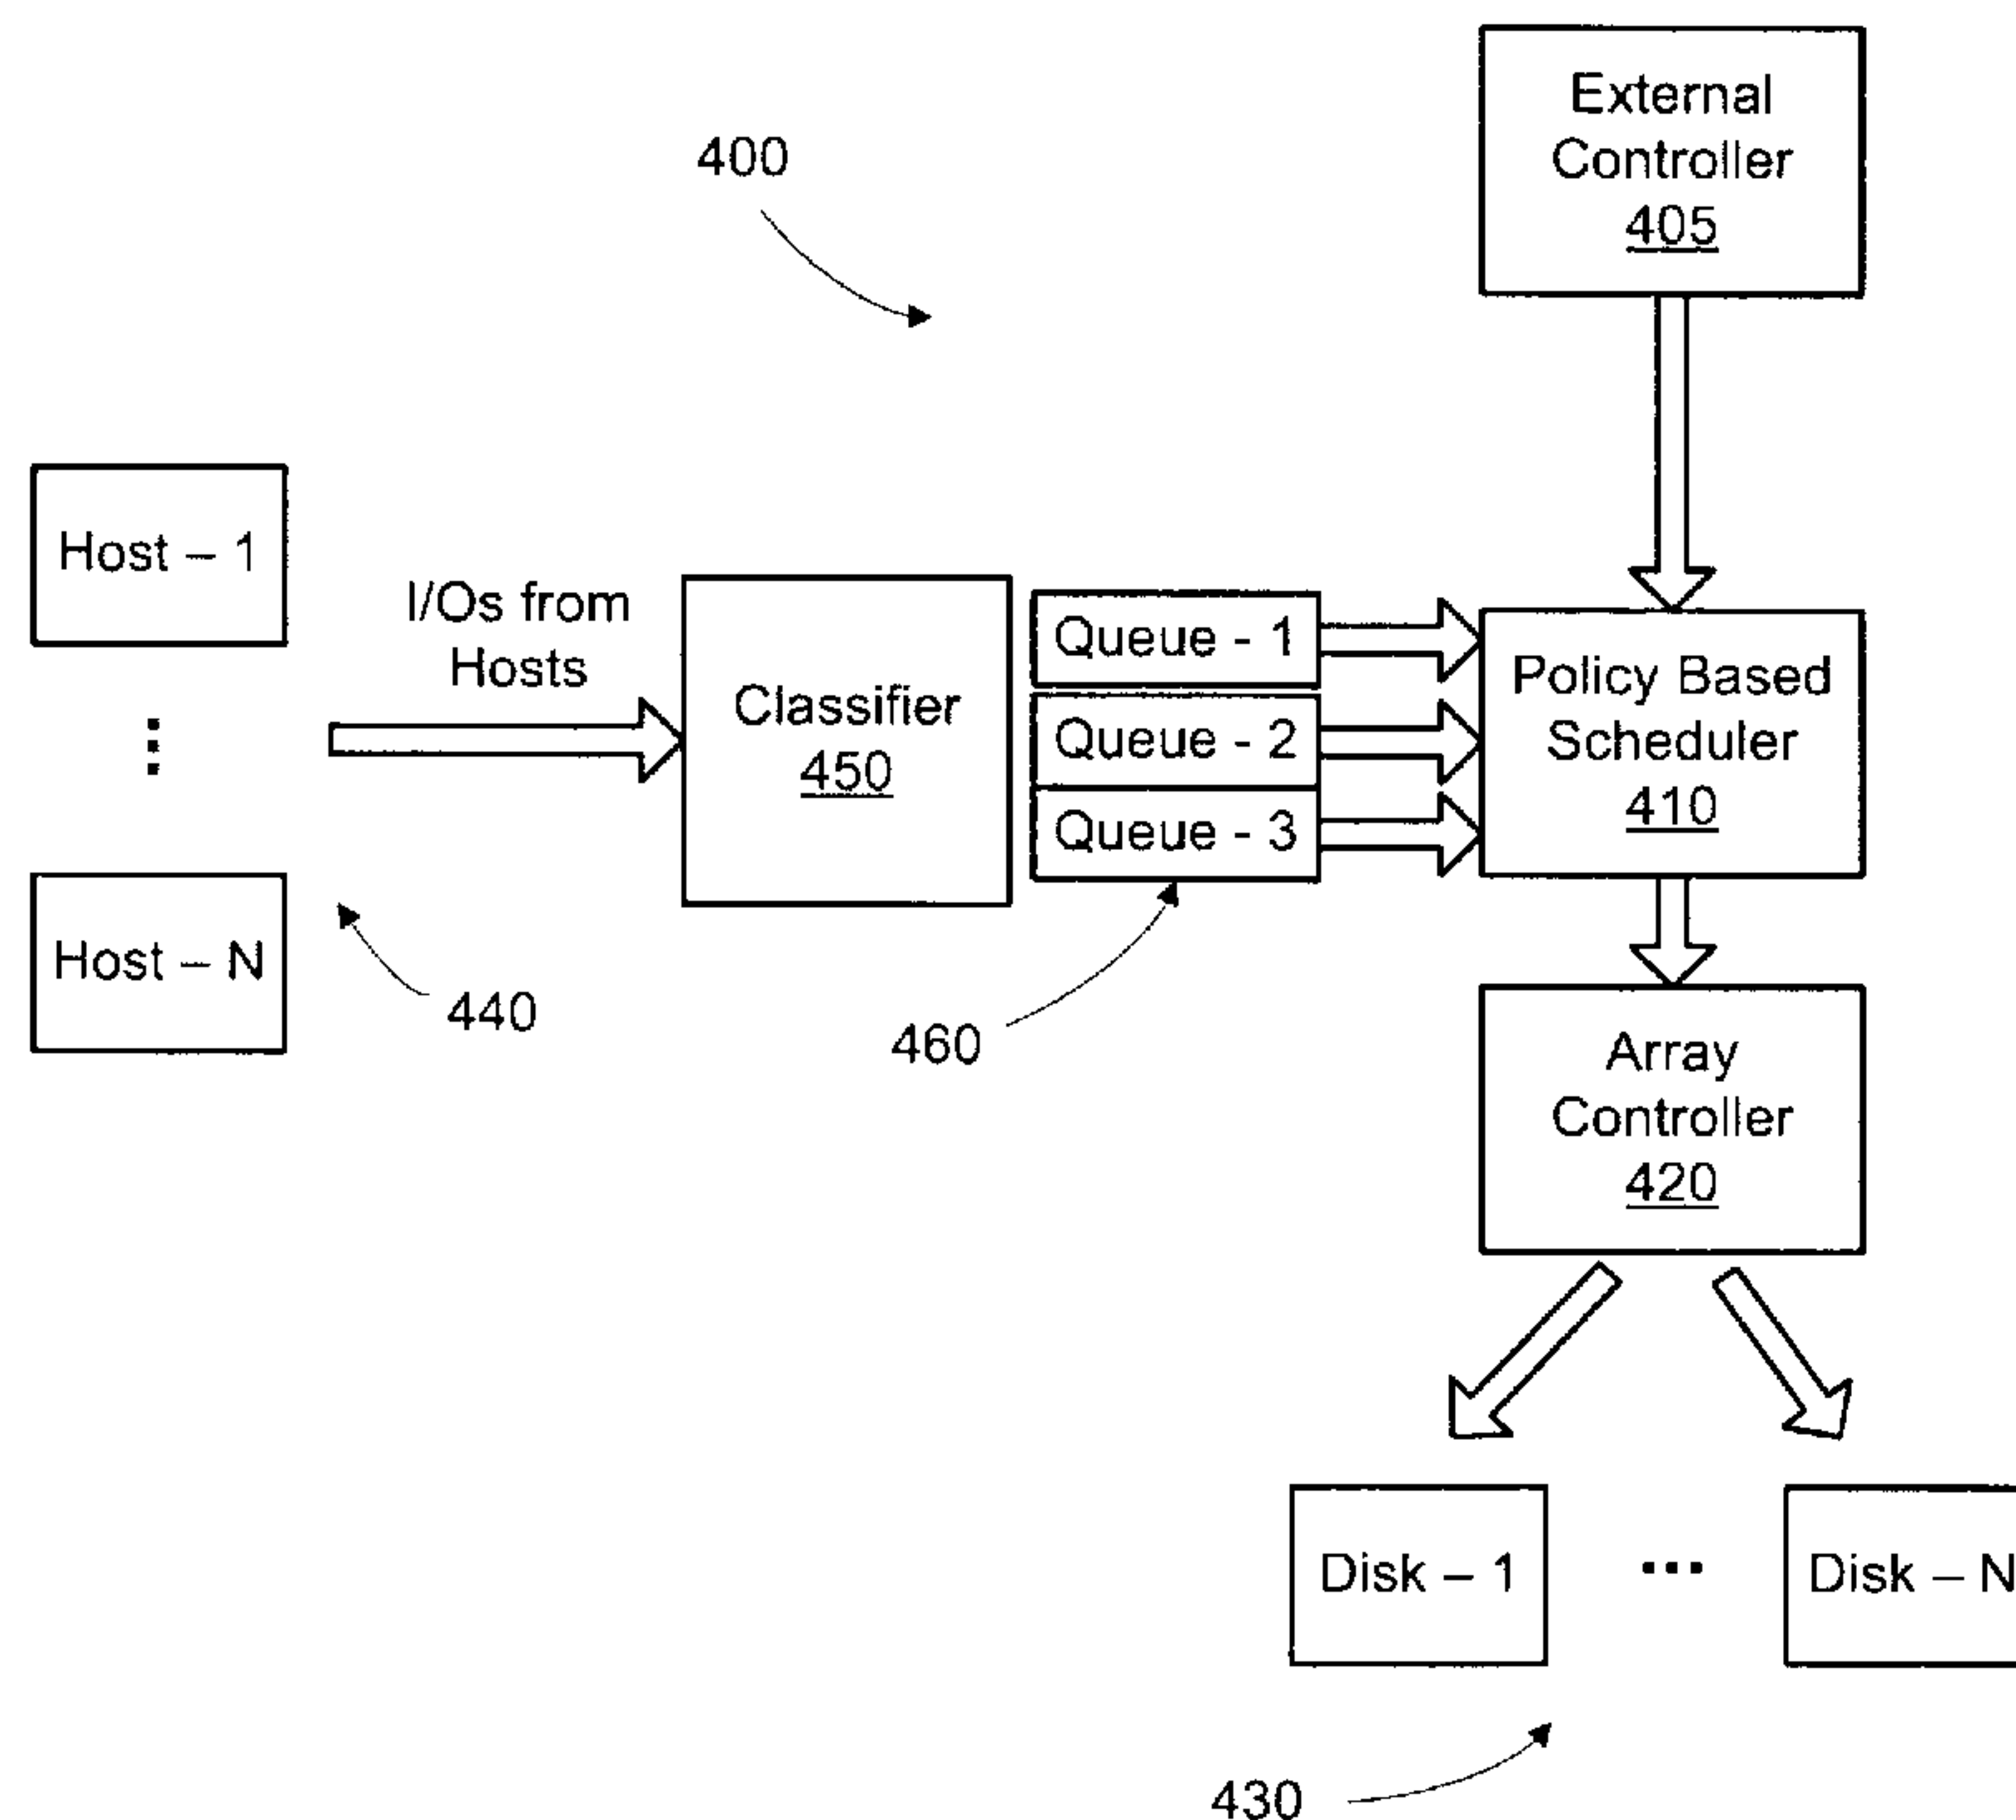 External
Controller
405
400
Host – 1
I/Os from
Hosts
Classifier
450
Queue - 1
Queue - 2
Queue - 3
Policy Based
Scheduler
410
Host – N
440
460
Array
Controller
420
Disk – 1
Disk – N
430